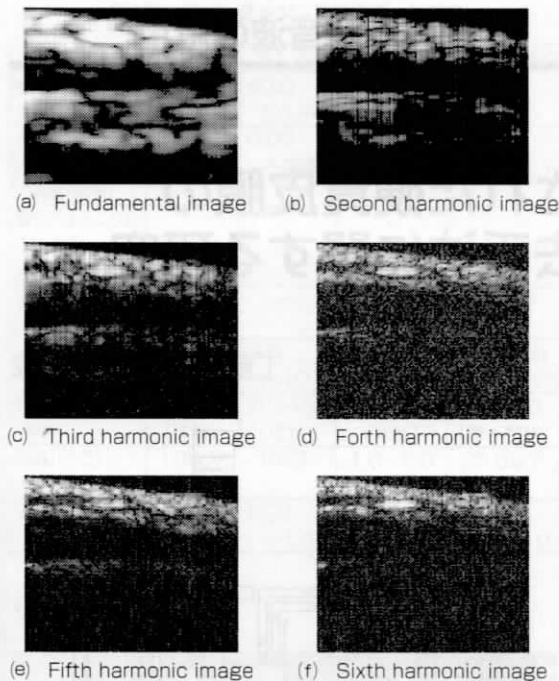 (a) Fundamental image
(b) Second harmonic image
(c) Third harmonic image
(d) Forth harmonic image
(e) Fifth harmonic image
(f) Sixth harmonic image